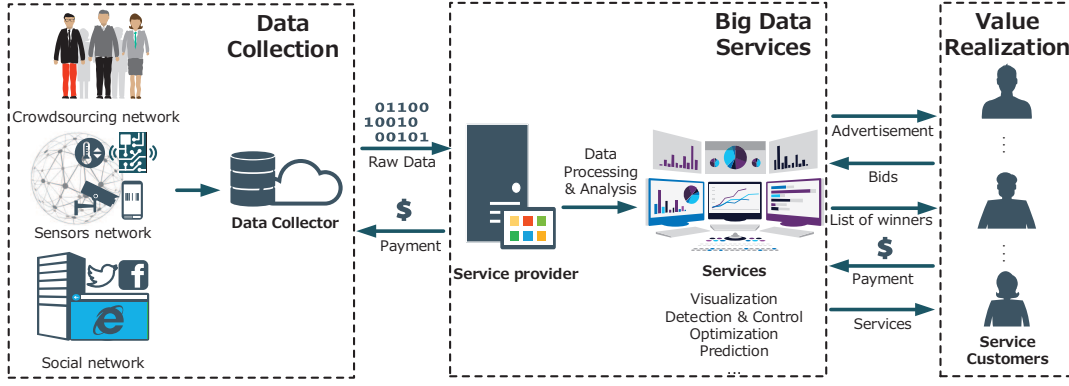 Data
Collection
Crowdsourcing network
Sensors network
Social network
Data Collector
01100
10010
00101
Raw Data
$
Payment
Big Data
Services
Service provider
Data
Processing
& Analysis
Services
Visualization
Detection & Control
Optimization
Prediction
...
Advertisement
Bids
List of winners
$
Payment
Services
Value
Realization
...
...
Service
Customers